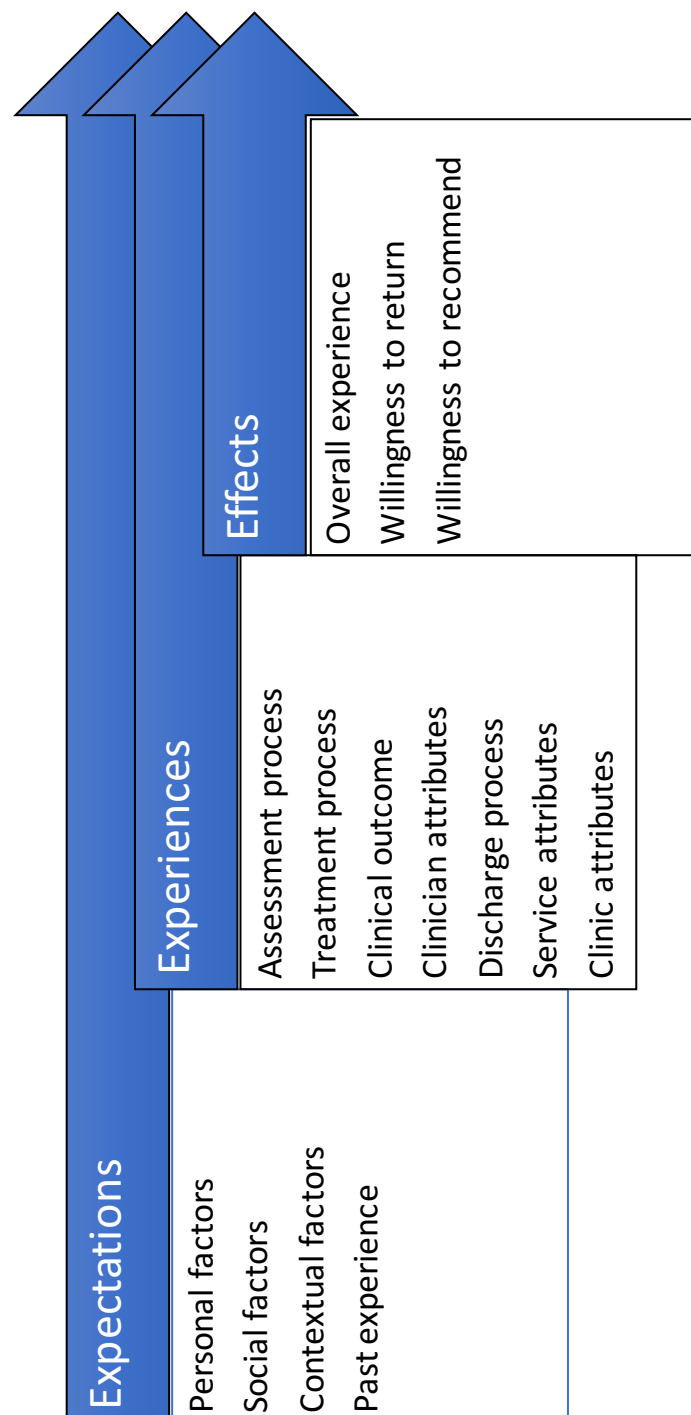 Expectations
Personal factors
Social factors
Contextual factors
Past experience
Experiences
Assessment process
Treatment process
Clinical outcome
Clinician attributes
Discharge process
Service attributes
Clinic attributes
Effects
Overall experience
Willingness to return
Willingness to recommend